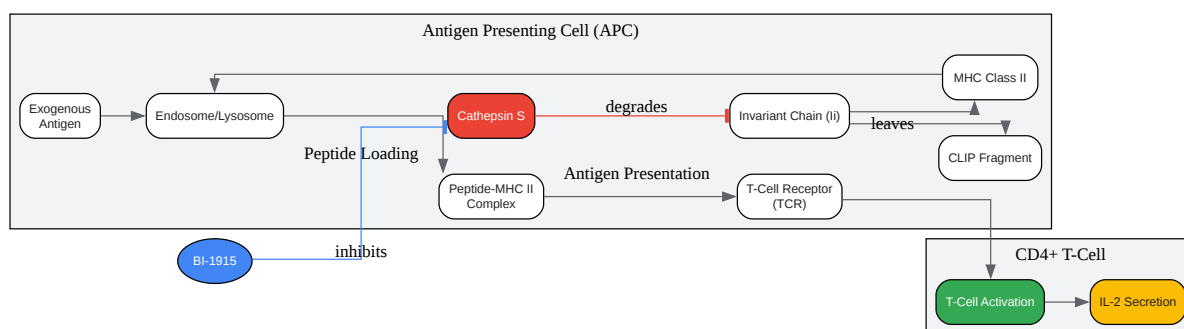 Antigen Presenting Cell (APC)
MHC Class II
Exogenous
Antigen
Endosome/Lysosome
Cathepsin S
degrades
Invariant Chain (Ii)
leaves
CLIP Fragment
Peptide Loading
Peptide-MHC II
Complex
Antigen Presentation
T-Cell Receptor
(TCR)
BI-1915
inhibits
CD4+ T-Cell
T-Cell Activation
IL-2 Secretion